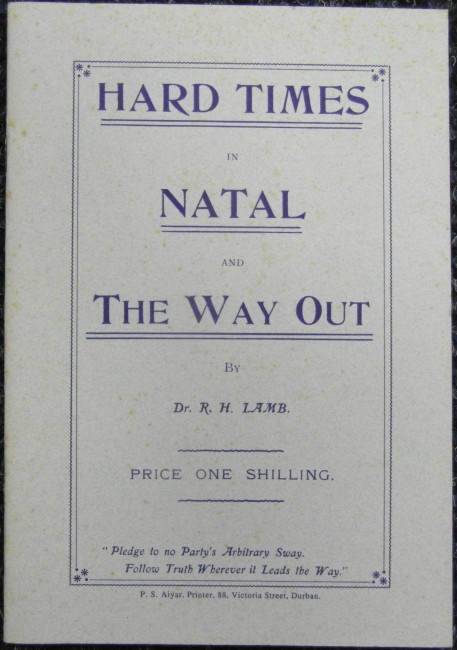 HARD TIMES
IN
NATAL
AND
THE WAY OUT
BY
Dr. R. H. LAMB.
PRICE ONE SHILLING.
"Pledge to no Party's Arbitrary Sway.
Follow Truth Wherever it Leads the Way."
P. S. Aiyar, Printer, 88, Victoria Street, Durban.